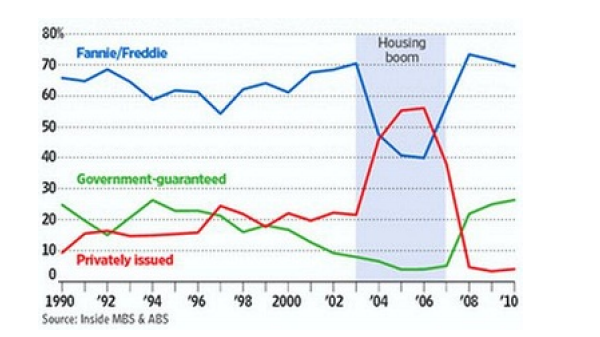 80%
Fannie/Freddie
Housing
boom
70
60
50
40
30
Government-guaranteed
20
10
Privately issued
0
1990 '92 '94 '96 '98 2000 '02 '04 '06 '08 '10
Source: Inside MBS & ABS